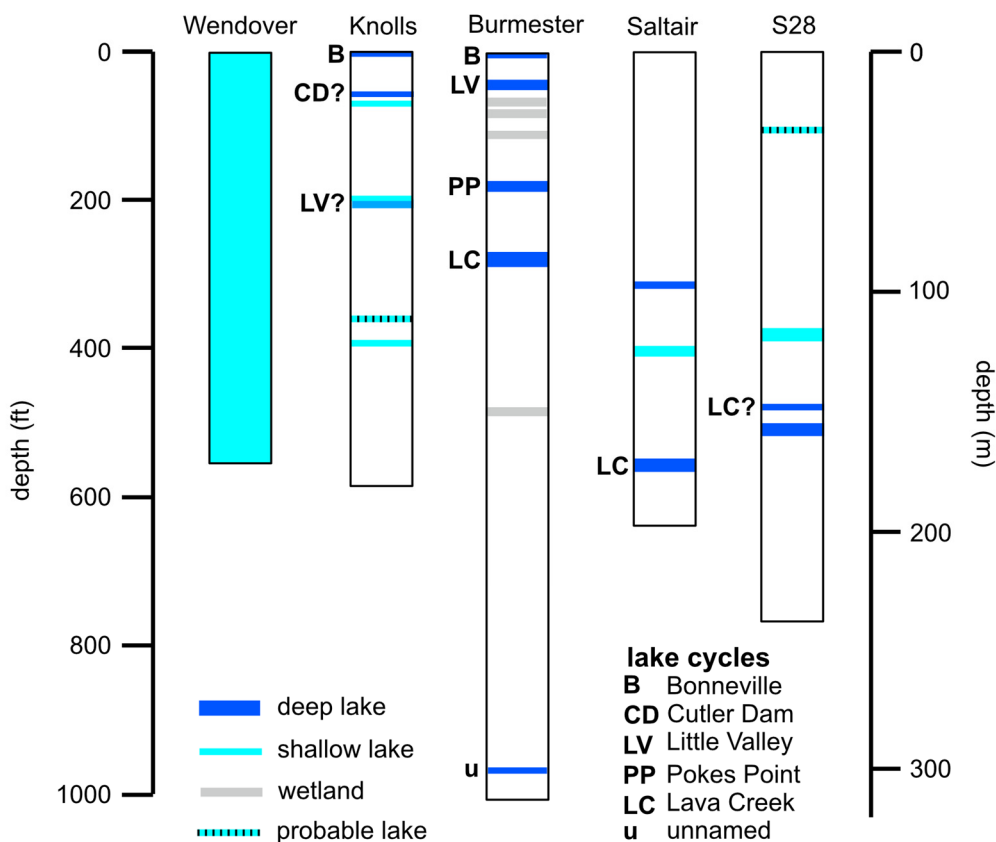 Wendover Knolls Burmester Saltair S28
0 B B 0
CD? LV
200 LV? PP
LC
100
400
LC?
depth (ft) depth (m)
LC
600
200
800
lake cycles
B Bonneville
deep lake CD Cutler Dam
shallow lake LV Little Valley
u 300
wetland PP Pokes Point
1000 LC Lava Creek
probable lake u unnamed